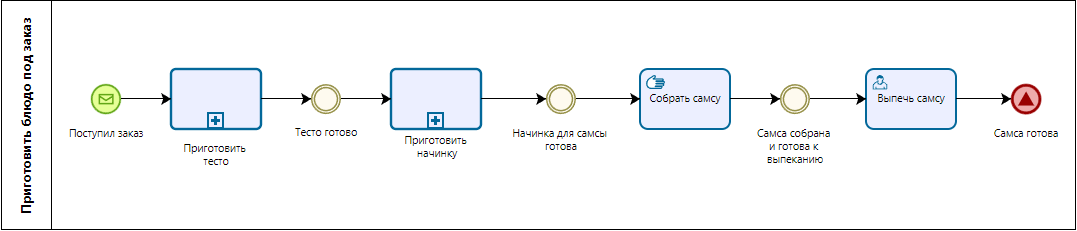 Приготовить блюдо под заказ
Поступил заказ
Приготовить
тесто
Тесто готово
Приготовить
начинку
Начинка для самсы
готова
Собрать самсу
Самса собрана
и готова к
выпеканию
Выпечь самсу
Самса готова